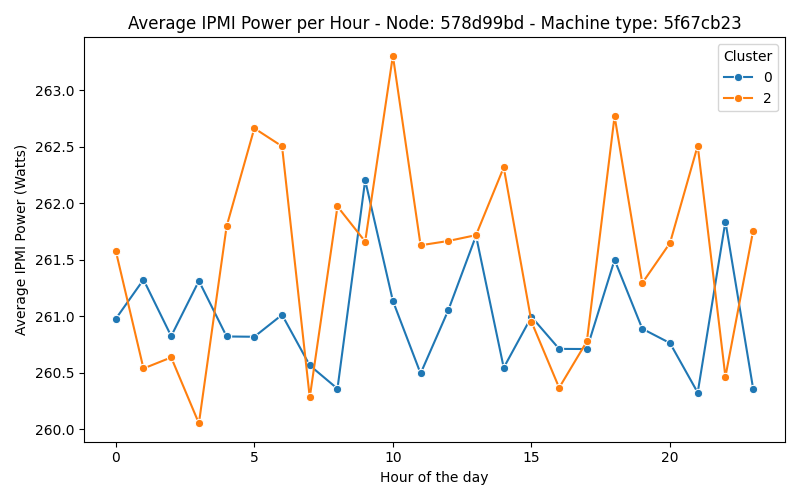 Average IPMI Power per Hour - Node: 578d99bd - Machine type: 5f67cb23
Cluster
0
2
263.0
262.5
262.0
261.5
261.0
260.5
260.0
Average IPMI Power (Watts)
0 5 10 15 20
Hour of the day